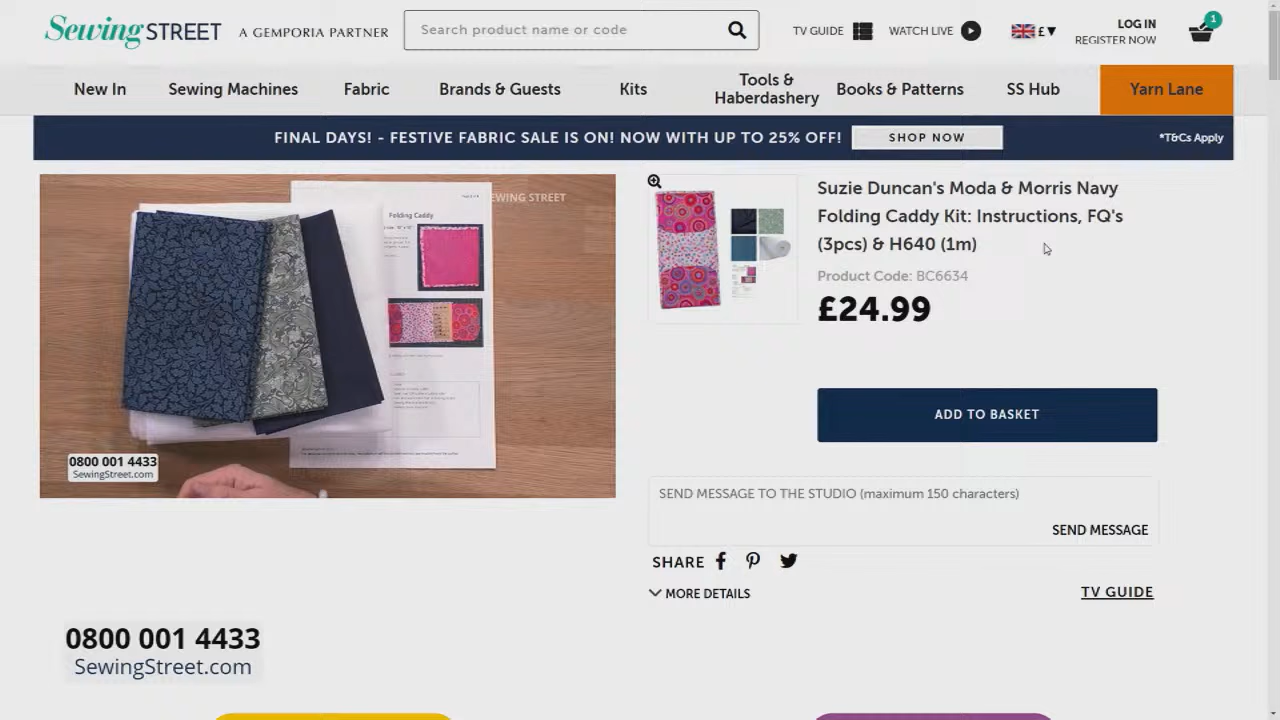 Sewing STREET
A GEMPORIA PARTNER
Search product name or code
TV GUIDE
WATCH LIVE
£▼
LOG IN
REGISTER NOW
1
New In
Sewing Machines
Fabric
Brands & Guests
Kits
Tools &
Haberdashery
Books & Patterns
SS Hub
Yarn Lane
FINAL DAYS! - FESTIVE FABRIC SALE IS ON! NOW WITH UP TO 25% OFF!
SHOP NOW
*T&Cs Apply
EWING STREET
Folding Caddy
0800 001 4433
SewingStreet.com
Suzie Duncan's Moda & Morris Navy
Folding Caddy Kit: Instructions, FQ's
(3pcs) & H640 (1m)
Product Code: BC6634
£24.99
ADD TO BASKET
SEND MESSAGE TO THE STUDIO (maximum 150 characters)
SEND MESSAGE
SHARE
MORE DETAILS
TV GUIDE
0800 001 4433
SewingStreet.com